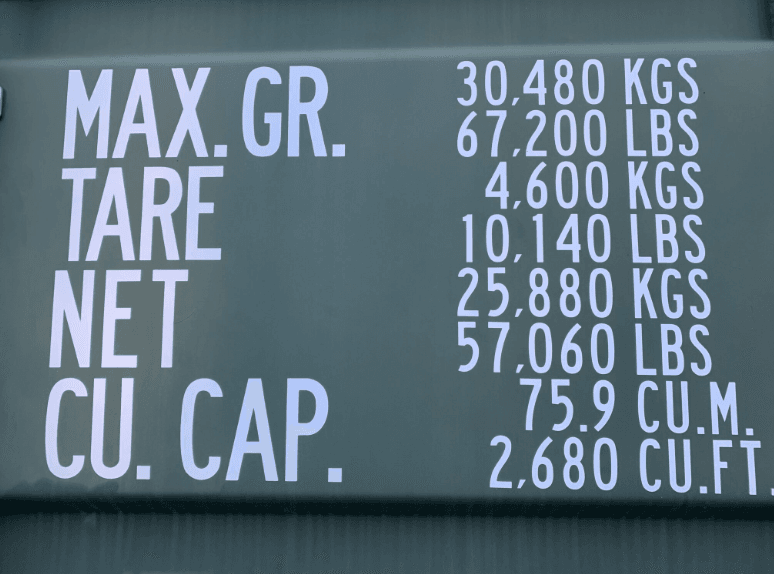 MAX. GR. 30,480 KGS
67,200 LBS
TARE 4,600 KGS
10,140 LBS
NET 25,880 KGS
57,060 LBS
CU. CAP. 75.9 CU.M.
2,680 CU.FT.